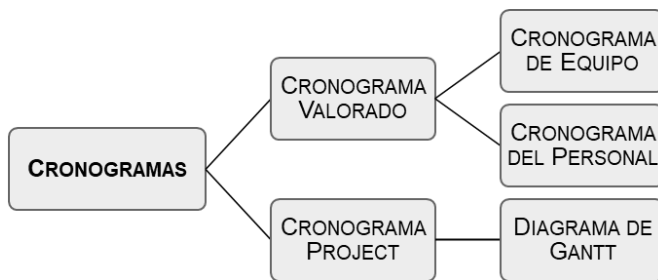 CRONOGRAMAS
CRONOGRAMA
VALORADO
CRONOGRAMA
DE EQUIPO
CRONOGRAMA
DEL PERSONAL
CRONOGRAMA
PROJECT
DIAGRAMA DE
GANTT